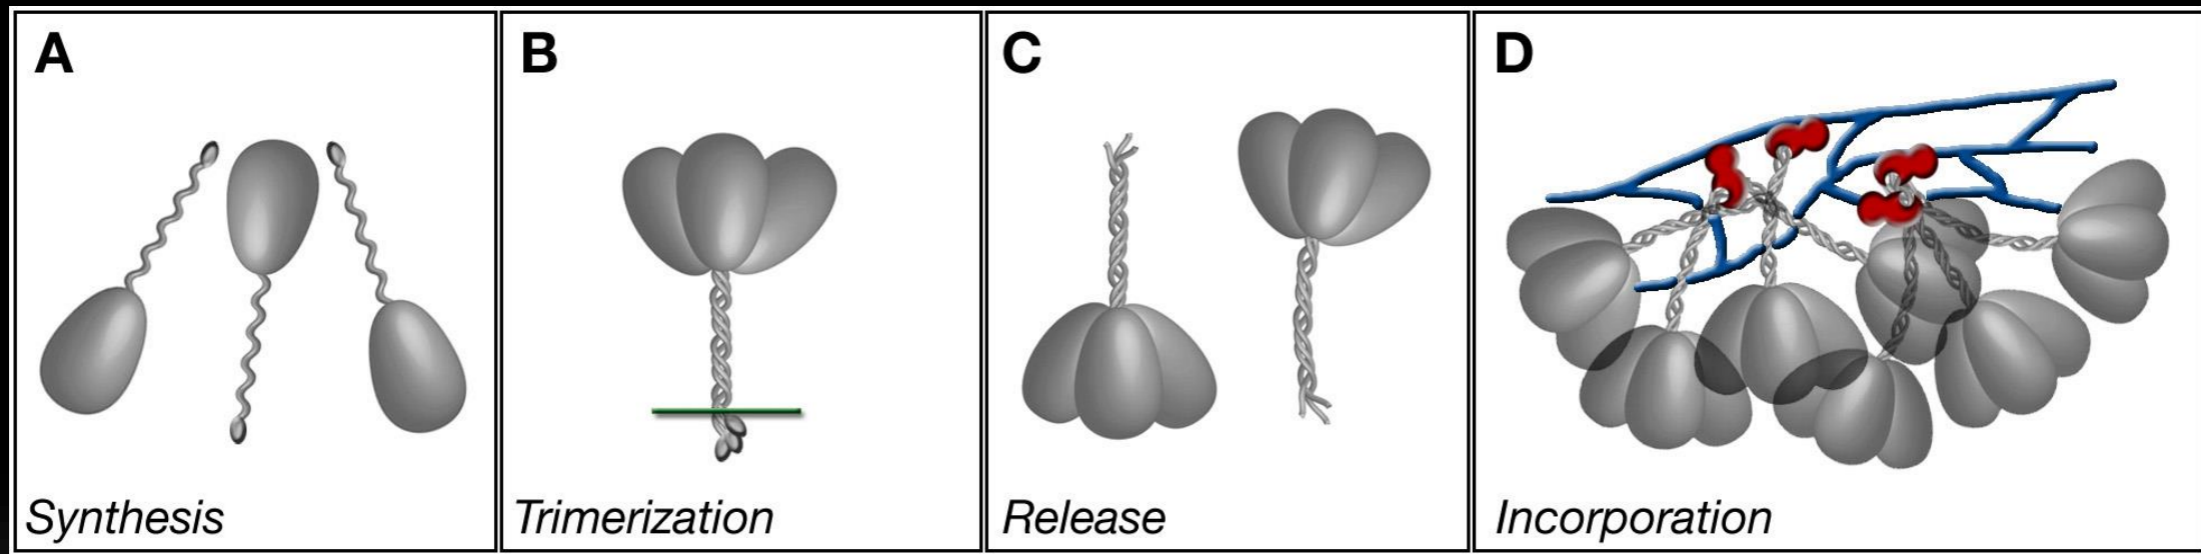 A
B
C
D
Synthesis
Trimerization
Release
Incorporation